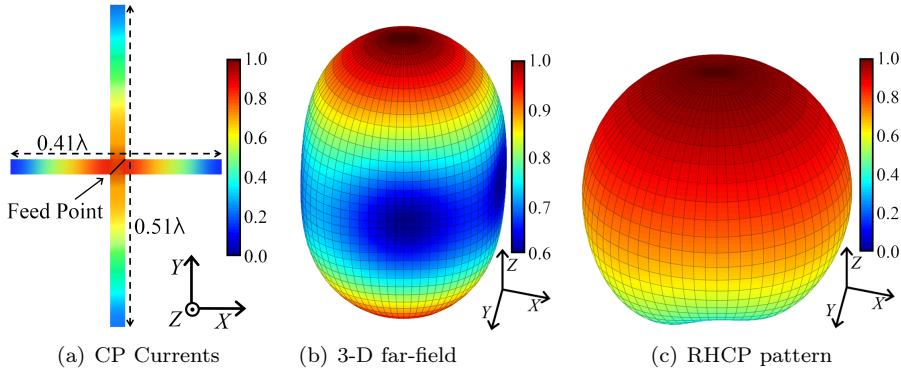 0.41λ
Feed Point
0.51λ
1.0
0.8
0.6
0.4
0.2
0.0
Y
Z
X
(a) CP Currents
1.0
0.9
0.8
0.7
0.6
Z
X
Y
(b) 3-D far-field
1.0
0.8
0.6
0.4
0.2
0.0
Z
X
Y
(c) RHCP pattern